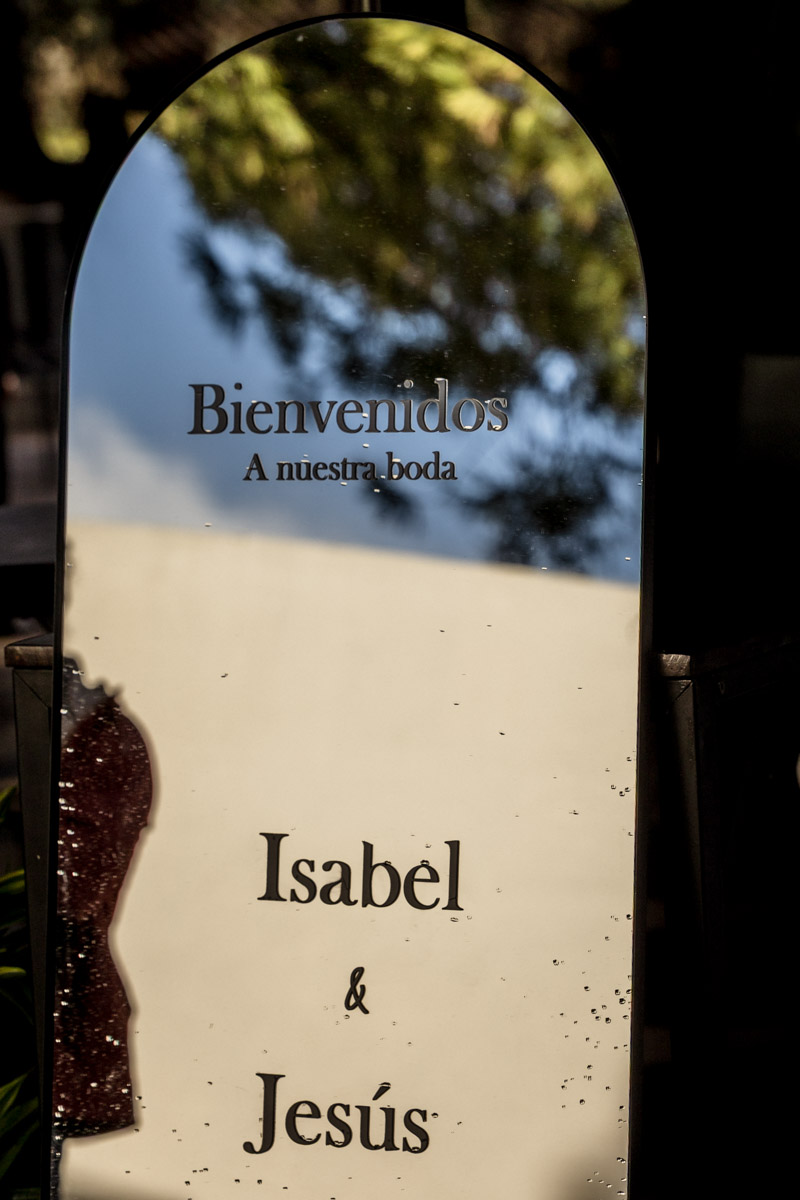 Bienvenidos
A nuestra boda
Isabel
&
Jesús